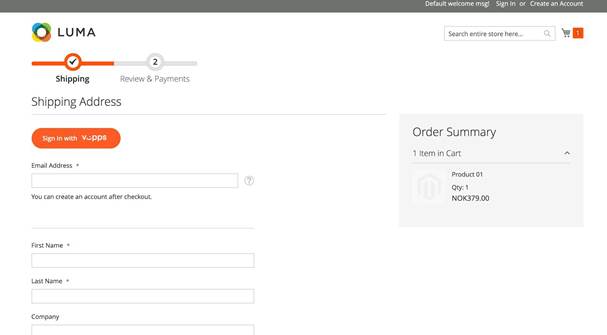 Default welcome msg! Sign In or Create an Account
LUMA
Search entire store here...
1
2
Shipping
Review & Payments
Shipping Address
Sign in with vipps
Email Address *
?
You can create an account after checkout.
First Name *
Last Name *
Company
Order Summary
1 Item in Cart
Product 01
Qty: 1
NOK379.00